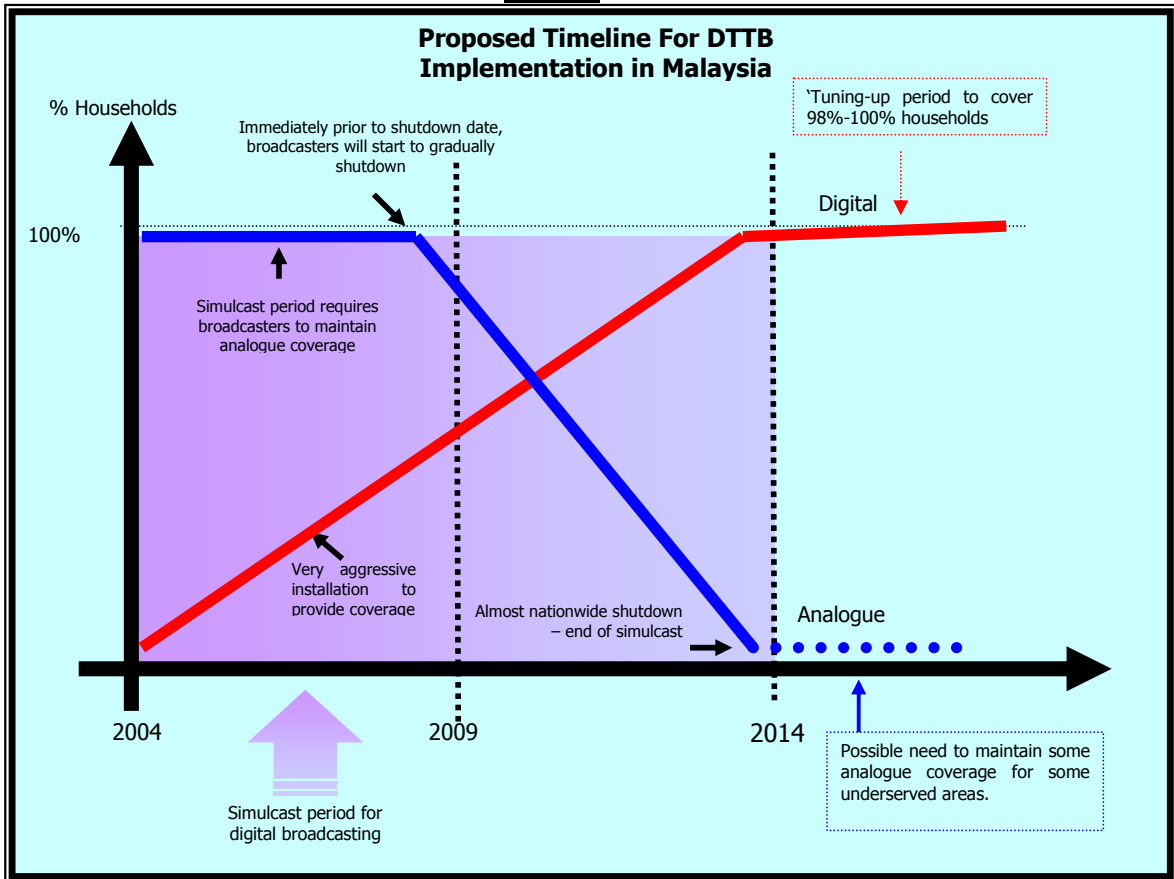 Proposed Timeline For DTTB
Implementation in Malaysia
% Households
'Tuning-up period to cover
98%-100% households
Immediately prior to shutdown date,
broadcasters will start to gradually
shutdown
Digital
100%
Simulcast period requires
broadcasters to maintain
analogue coverage
Very aggressive
installation to
provide coverage
Almost nationwide shutdown
– end of simulcast
Analogue
2004
2009
2014
Possible need to maintain some
analogue coverage for some
underserved areas.
Simulcast period for
digital broadcasting